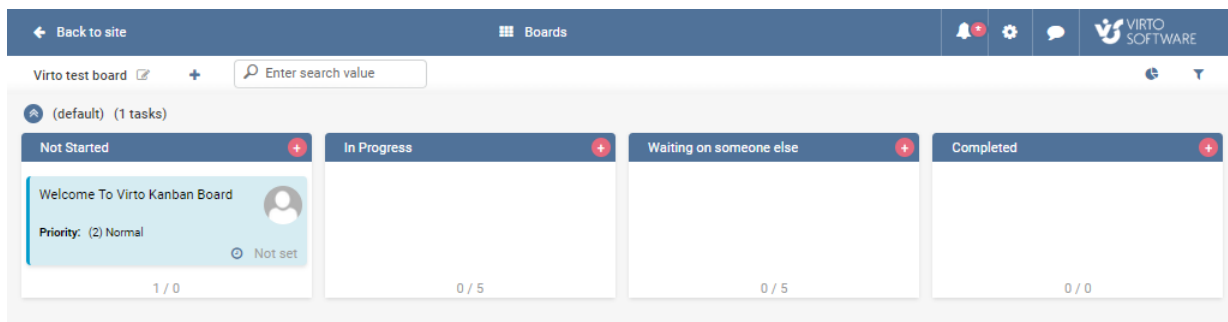 Back to site
Boards
VIRTO
SOFTWARE
Virto test board
Enter search value
(default) (1 tasks)
Not Started
In Progress
Waiting on someone else
Completed
Welcome To Virto Kanban Board
Priority: (2) Normal
Not set
1 / 0
0 / 5
0 / 5
0 / 0